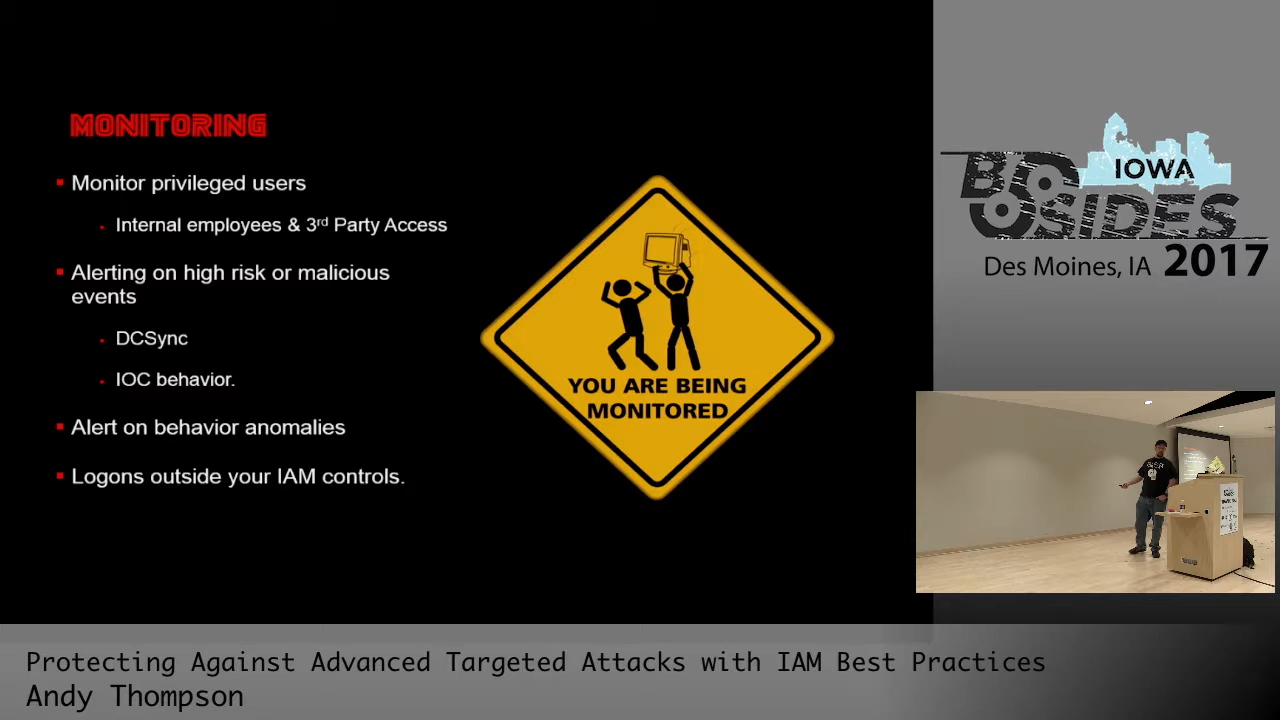 MONITORING
Monitor privileged users
Internal employees & 3rd Party Access
Alerting on high risk or malicious
events
DCSync
IOC behavior.
Alert on behavior anomalies
Logons outside your IAM controls.
YOU ARE BEING
MONITORED
IOWA
BSIDES
Des Moines, IA 2017
Protecting Against Advanced Targeted Attacks with IAM Best Practices
Andy Thompson